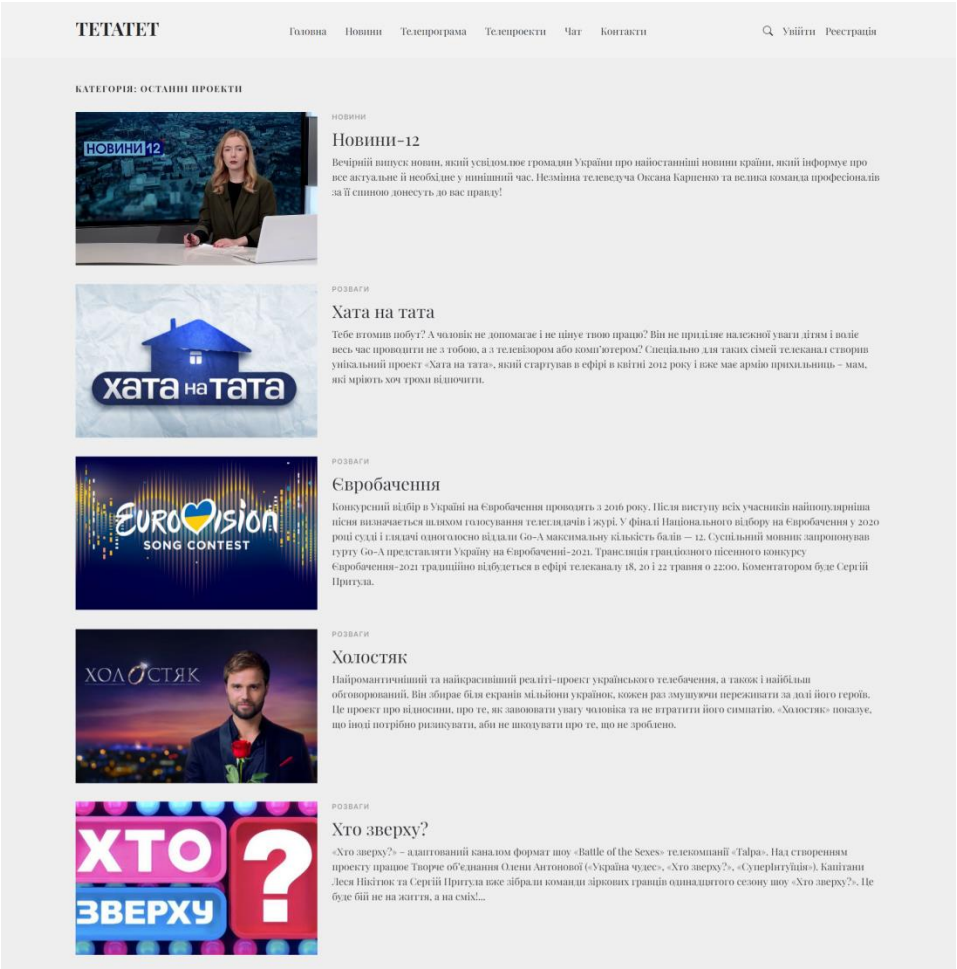 ТЕТАТЕТ
Головна Новини Телепрограма Телепроекти Чат Контакти
Увійти Реєстрація
КАТЕГОРІЯ: ОСТАННІ ПРОЕКТИ
НОВИНИ 12
НОВИНИ
Новини-12
Вечірній випуск новин, який усвідомлює громадян України про найостанніші новини країни, який інформує про
все актуальне й необхідне у нинішний час. Незмінна телеведуча Оксана Карпенко та велика команда професіоналів
за її спиною донесуть до вас правду!
ХАТА НА ТАТА
РОЗВАГИ
Хата на тата
Тебе втомив побут? А чоловік не допомагає і не цінує твою працю? Він не приділяє належної уваги дітям і воліє
весь час проводити не з тобою, а з телевізором або комп’ютером? Спеціально для таких сімей телеканал створив
унікальний проект «Хата на тата», який стартував в ефірі в квітні 2012 року і вже має армію прихильниць – мам,
які мріють хоч трохи відпочити.
EUROVISION
SONG CONTEST
РОЗВАГИ
Євробачення
Конкурсний відбір в Україні на Євробачення проводять з 2016 року. Після виступу всіх учасників найпопулярніша
пісня визначається шляхом голосування телеглядачів і журі. У фіналі Національного відбору на Євробачення у 2020
році судді і глядачі одноголосно віддали Go-A максимальну кількість балів — 12. Суспільний мовник запропонував
гурту Go-A представляти Україну на Євробаченні-2021. Трансляція грандіозного пісенного конкурсу
Євробачення-2021 традиційно відбудеться в ефірі телеканалу 18, 20 і 22 травня о 22:00. Коментатором буде Сергій
Притула.
ХОЛОСТЯК
РОЗВАГИ
Холостяк
Найромантичніший та найкрасивіший реаліті-проект українського телебачення, а також і найбільш
обговорюваний. Він збирає біля екранів мільйони українок, кожен раз змушуючи переживати за долі його героїв.
Це проєкт про відносини, про те, як завоювати увагу чоловіка та не втратити його симпатію. «Холостяк» показує,
що іноді потрібно ризикувати, аби не шкодувати про те, що не зроблено.
ХТО
ЗВЕРХУ
?
РОЗВАГИ
Хто зверху?
«Хто зверху?» – адаптований каналом формат шоу «Battle of the Sexes» телекомпанії «Talpa». Над створенням
проекту працює Творче об’єднання Олени Антонової («Україна чудес», «Хто зверху?», «СуперІнтуїція»). Капітани
Леся Нікітюк та Сергій Притула вже зібрали команди зіркових гравців одинадцятого сезону шоу «Хто зверху?». Це
буде бій не на життя, а на сміх!...